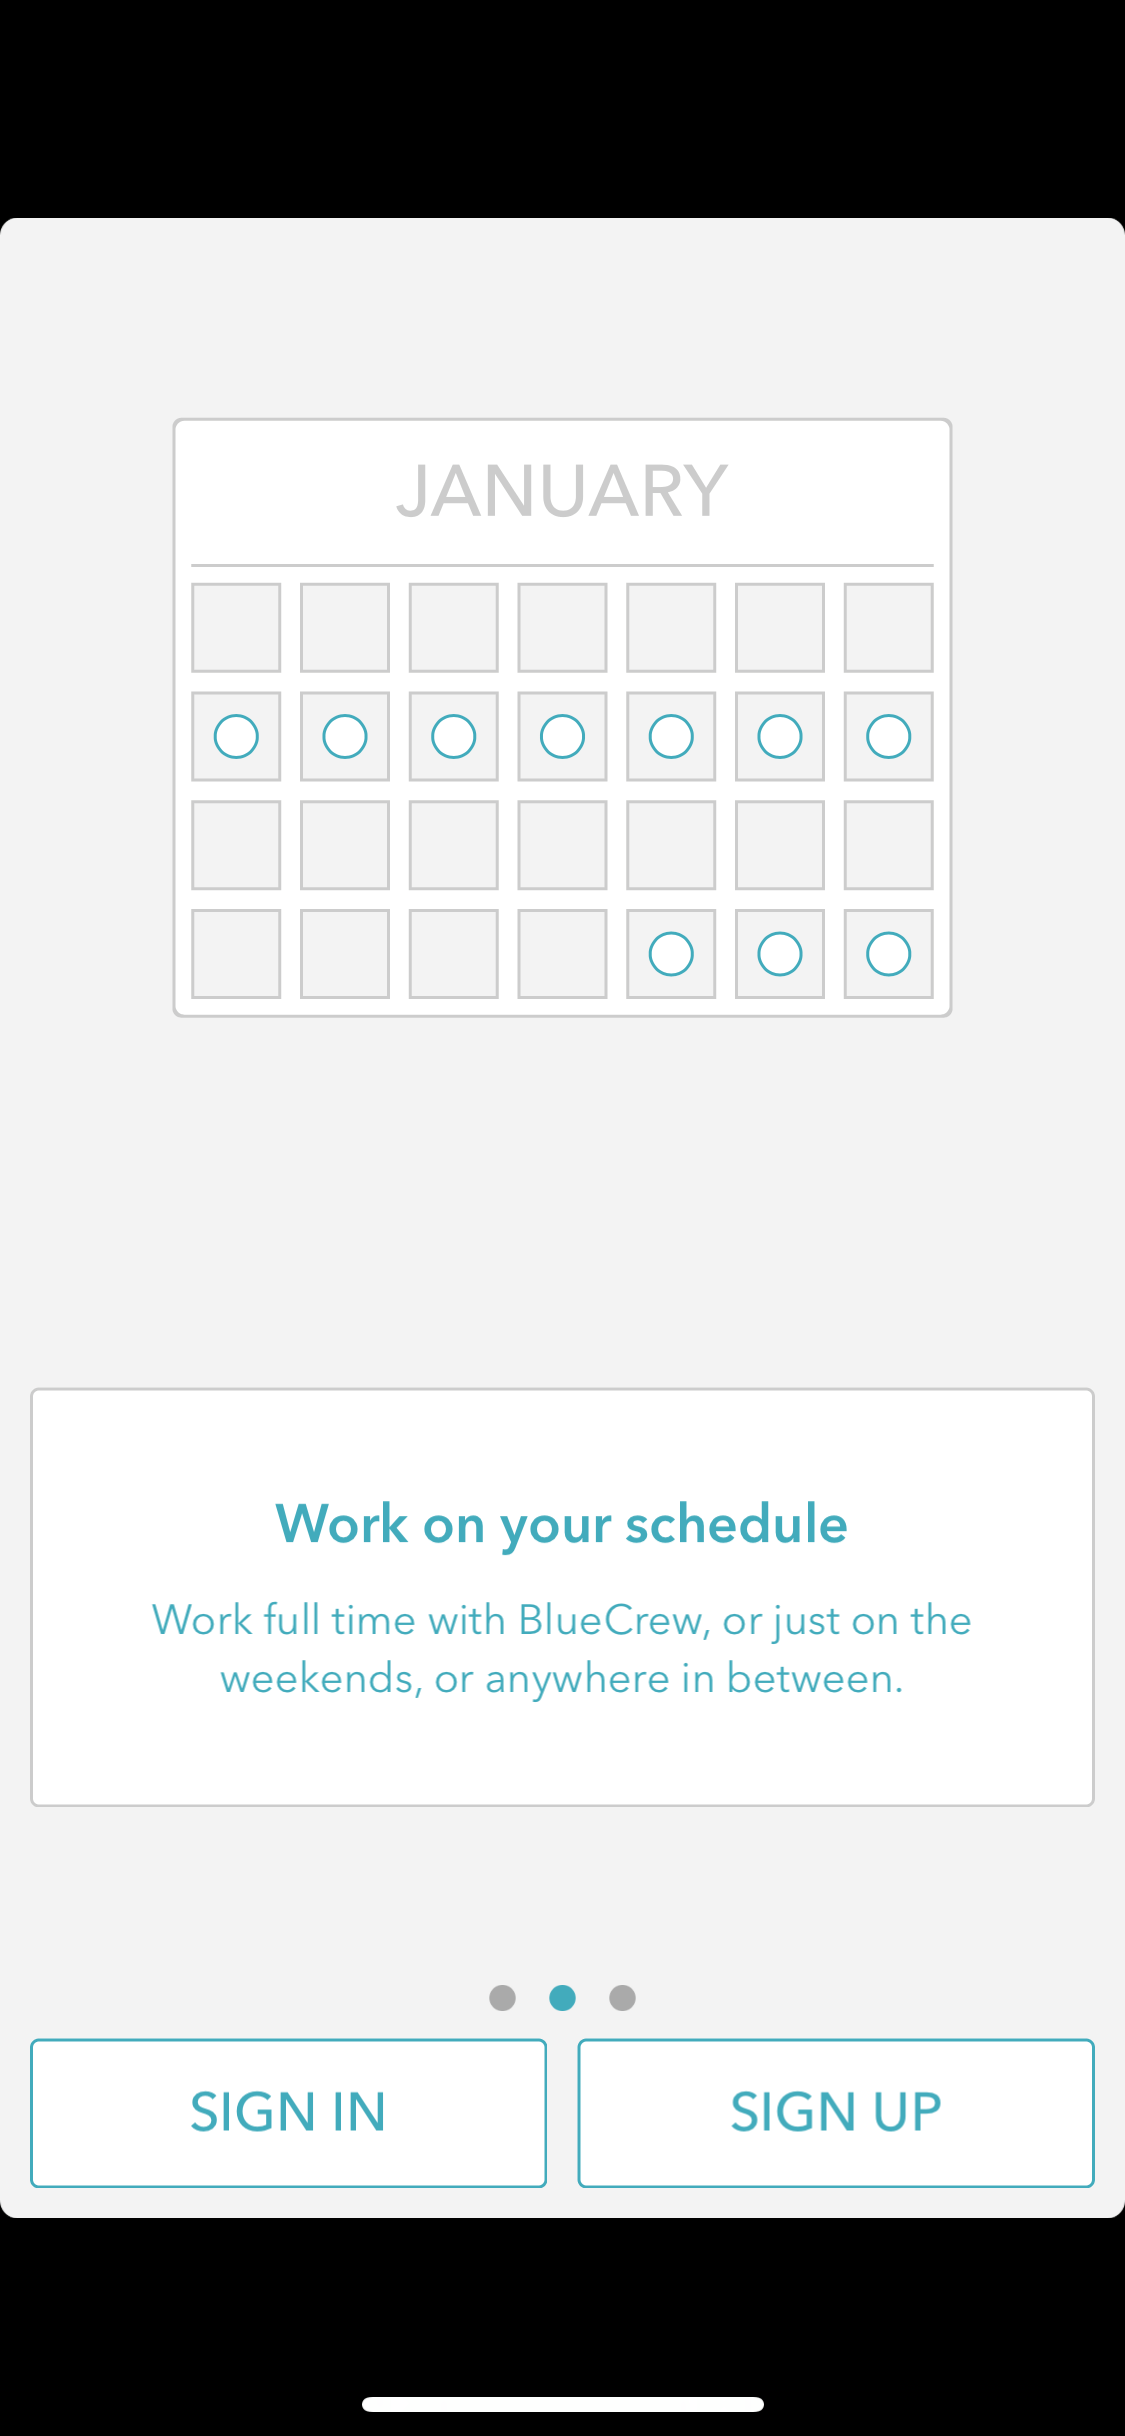 JANUARY
Work on your schedule
Work full time with BlueCrew, or just on the
weekends, or anywhere in between.
SIGN IN
SIGN UP